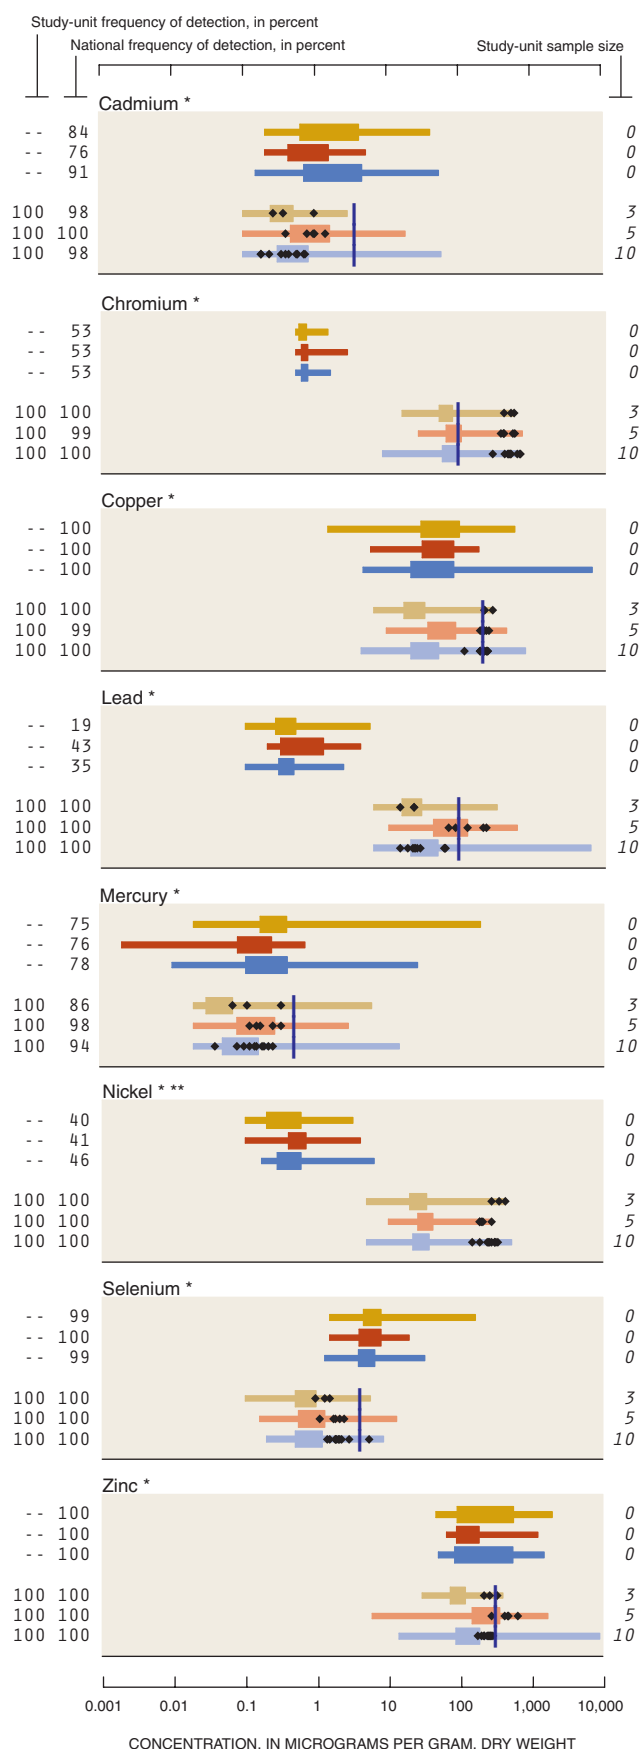 Study-unit frequency of detection, in percent
National frequency of detection, in percent
Study-unit sample size
Cadmium *
-- 84 0
-- 76 0
-- 91 0
100 98 3
100 100 5
100 98 10
Chromium *
-- 53 0
-- 53 0
-- 53 0
100 100 3
100 99 5
100 100 10
Copper *
-- 100 0
-- 100 0
-- 100 0
100 100 3
100 99 5
100 100 10
Lead *
-- 19 0
-- 43 0
-- 35 0
100 100 3
100 100 5
100 100 10
Mercury *
-- 75 0
-- 76 0
-- 78 0
100 86 3
100 98 5
100 94 10
Nickel * **
-- 40 0
-- 41 0
-- 46 0
100 100 3
100 100 5
100 100 10
Selenium *
-- 99 0
-- 100 0
-- 99 0
100 100 3
100 100 5
100 100 10
Zinc *
-- 100 0
-- 100 0
-- 100 0
100 100 3
100 100 5
100 100 10
0.001 0.01 0.1 1 10 100 1,000 10,000
CONCENTRATION, IN MICROGRAMS PER GRAM, DRY WEIGHT